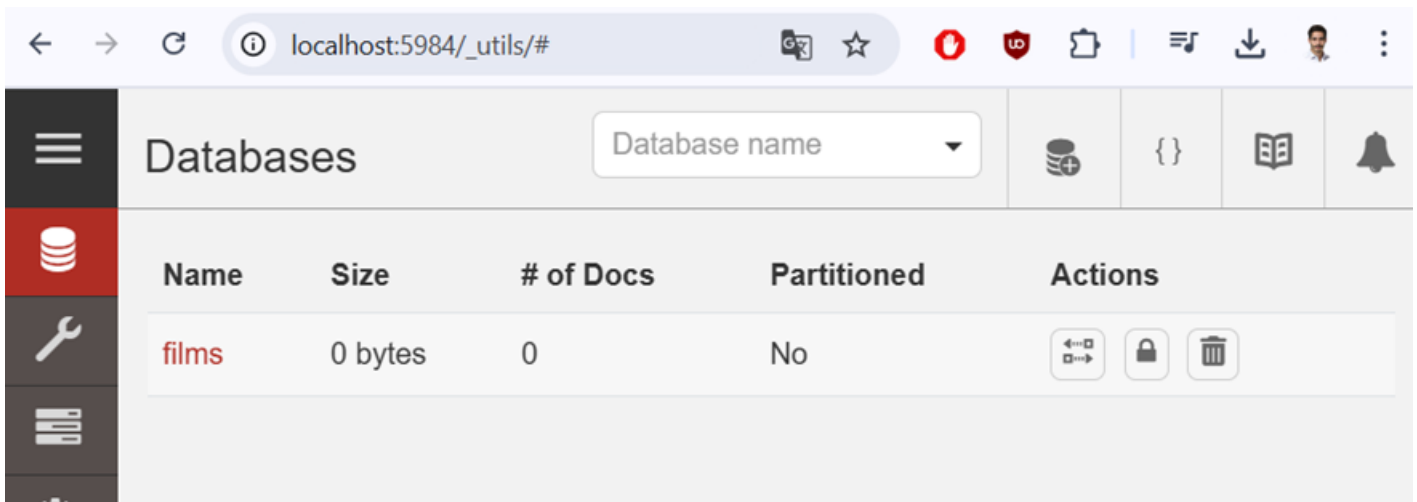 localhost:5984/_utils/#
Databases
Database name
{ }
Name Size # of Docs Partitioned Actions
films 0 bytes 0 No